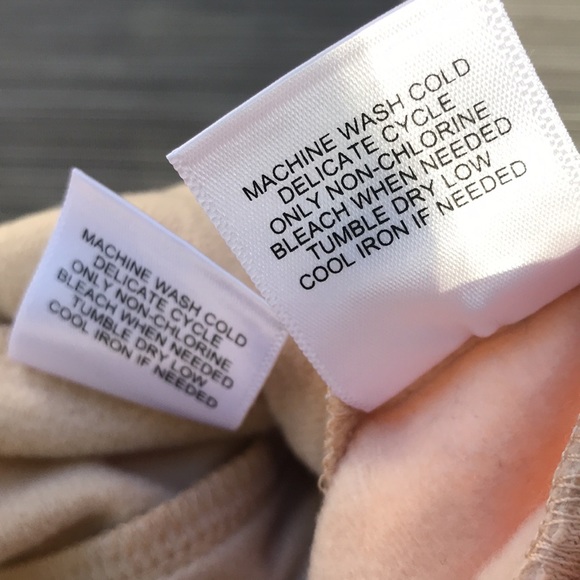 MACHINE WASH COLD
DELICATE CYCLE
ONLY NON-CHLORINE
BLEACH WHEN NEEDED
TUMBLE DRY LOW
COOL IRON IF NEEDED
MACHINE WASH COLD
DELICATE CYCLE
ONLY NON-CHLORINE
BLEACH WHEN NEEDED
TUMBLE DRY LOW
COOL IRON IF NEEDED